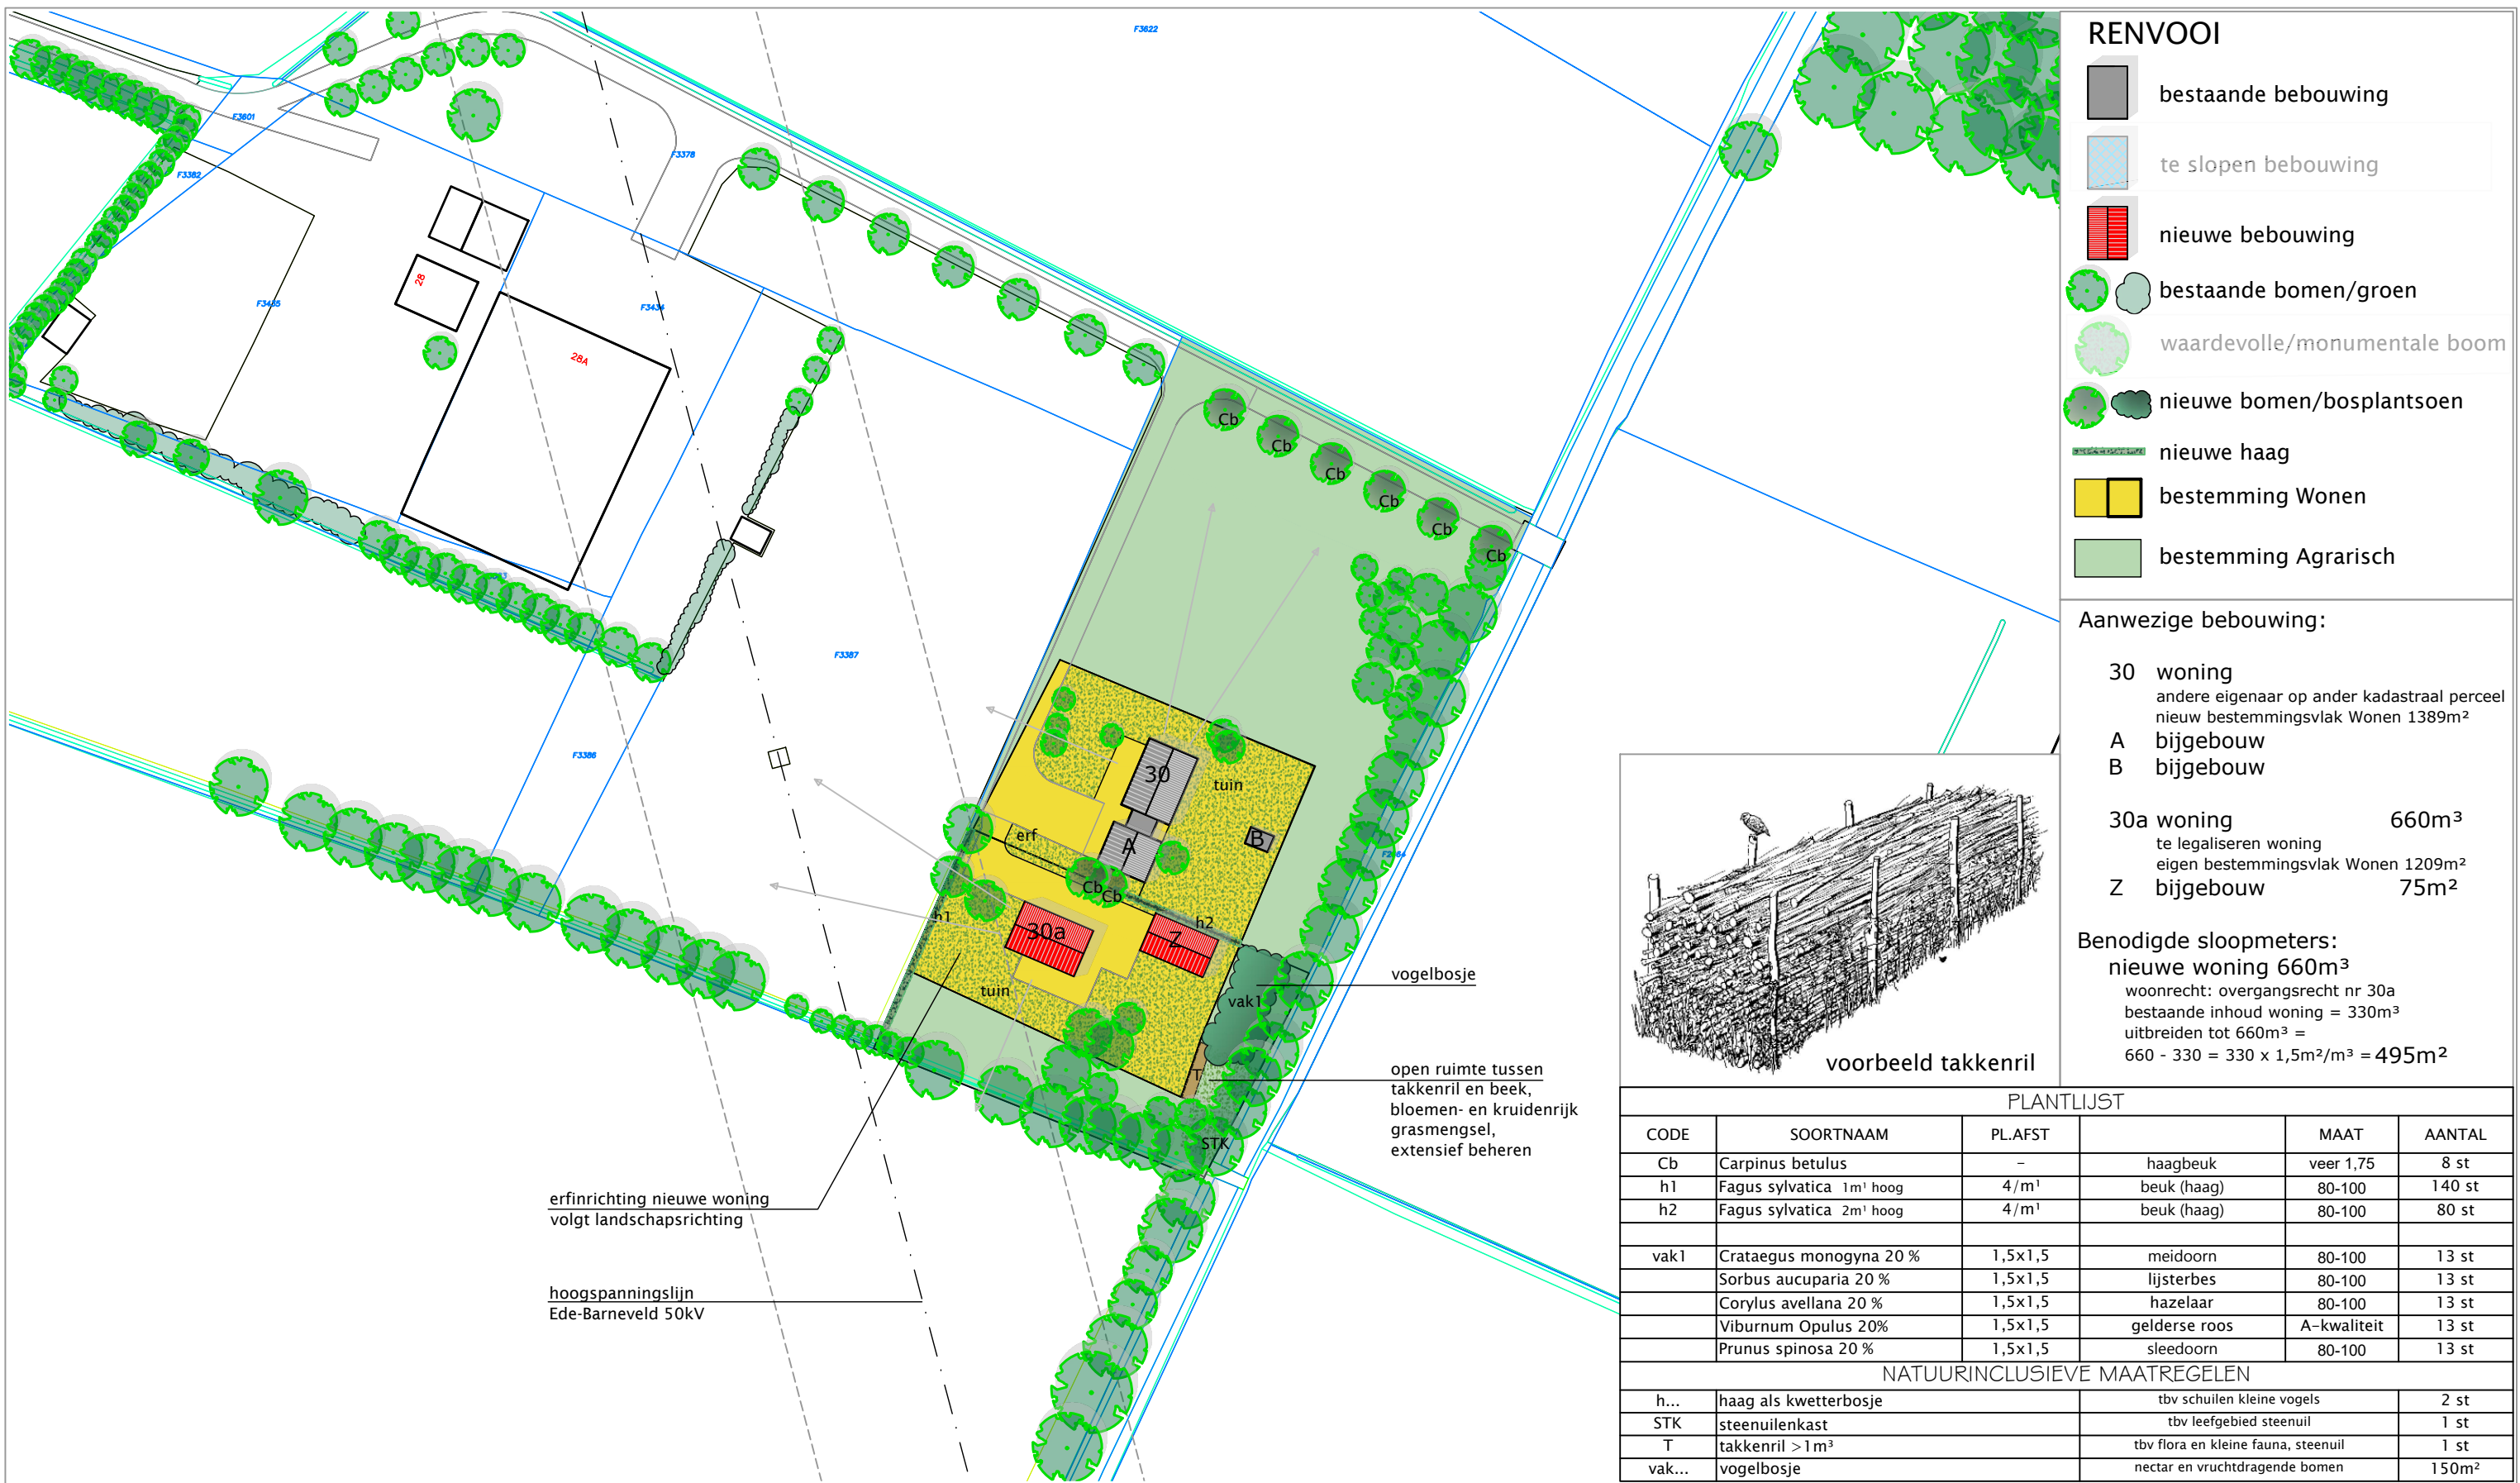 F3622
F3601
F3378
F3382
F3435
F3434
28
28A
F3387
F3386
Cb
Cb
Cb
Cb
Cb
Cb
30
tuin
erf
A
B
Cb
Cb
h1
h2
30a
Z
tuin
vak1
T
STK
vogelbosje
open ruimte tussen
takkenril en beek,
bloemen- en kruidenrijk
grasmengsel,
extensief beheren
erfinrichting nieuwe woning
volgt landschapsrichting
hoogspanningslijn
Ede-Barneveld 50kV
RENVOOI
bestaande bebouwing
te slopen bebouwing
nieuwe bebouwing
bestaande bomen/groen
waardevolle/monumentale boom
nieuwe bomen/bosplantsoen
nieuwe haag
bestemming Wonen
bestemming Agrarisch
Aanwezige bebouwing:
30 woning
andere eigenaar op ander kadastraal perceel
nieuw bestemmingsvlak Wonen 1389m²
A bijgebouw
B bijgebouw
30a woning 660m³
te legaliseren woning
eigen bestemmingsvlak Wonen 1209m²
Z bijgebouw 75m²
Benodigde sloopmeters:
nieuwe woning 660m³
woonrecht: overgangsrecht nr 30a
bestaande inhoud woning = 330m³
uitbreiden tot 660m³ =
660 - 330 = 330 x 1,5m²/m³ = 495m²
voorbeeld takkenril
PLANTLIJST
CODE SOORTNAAM PL.AFST MAAT AANTAL
Cb Carpinus betulus – haagbeuk veer 1,75 8 st
h1 Fagus sylvatica 1m¹ hoog 4/m¹ beuk (haag) 80-100 140 st
h2 Fagus sylvatica 2m¹ hoog 4/m¹ beuk (haag) 80-100 80 st
vak1 Crataegus monogyna 20 % 1,5x1,5 meidoorn 80-100 13 st
Sorbus aucuparia 20 % 1,5x1,5 lijsterbes 80-100 13 st
Corylus avellana 20 % 1,5x1,5 hazelaar 80-100 13 st
Viburnum Opulus 20% 1,5x1,5 gelderse roos A-kwaliteit 13 st
Prunus spinosa 20 % 1,5x1,5 sleedoorn 80-100 13 st
NATUURINCLUSIEVE MAATREGELEN
h... haag als kwetterbosje tbv schuilen kleine vogels 2 st
STK steenuilenkast tbv leefgebied steenuil 1 st
T takkenril >1m³ tbv flora en kleine fauna, steenuil 1 st
vak... vogelbosje nectar en vruchtdragende bomen 150m²